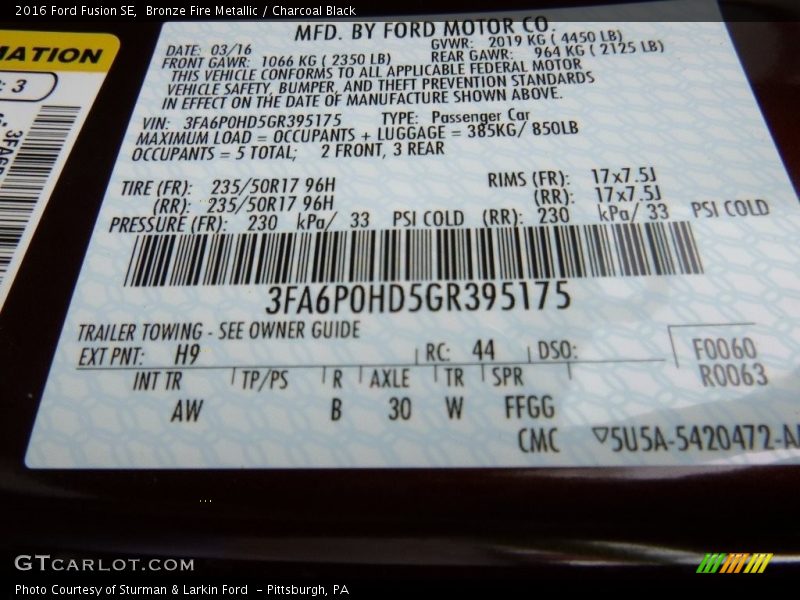 2016 Ford Fusion SE, Bronze Fire Metallic / Charcoal Black
MATION
: 3
3FA6P
MFD. BY FORD MOTOR CO.
DATE: 03/16 GVWR: 2019 KG ( 4450 LB)
FRONT GAWR: 1066 KG ( 2350 LB) REAR GAWR: 964 KG ( 2125 LB)
THIS VEHICLE CONFORMS TO ALL APPLICABLE FEDERAL MOTOR
VEHICLE SAFETY, BUMPER, AND THEFT PREVENTION STANDARDS
IN EFFECT ON THE DATE OF MANUFACTURE SHOWN ABOVE.
VIN: 3FA6P0HD5GR395175 TYPE: Passenger Car
MAXIMUM LOAD = OCCUPANTS + LUGGAGE = 385KG/ 850LB
OCCUPANTS = 5 TOTAL; 2 FRONT, 3 REAR
TIRE (FR): 235/50R17 96H RIMS (FR): 17x7.5J
(RR): 235/50R17 96H (RR): 17x7.5J
PRESSURE (FR): 230 kPa/ 33 PSI COLD (RR): 230 kPa/ 33 PSI COLD
3FA6P0HD5GR395175
TRAILER TOWING - SEE OWNER GUIDE
EXT PNT: H9 RC: 44 DSO: F0060
INT TR TP/PS R AXLE TR SPR R0063
AW B 30 W FFGG
CMC ▽5U5A-5420472-A
GTCARLOT.COM
Photo Courtesy of Sturman & Larkin Ford - Pittsburgh, PA